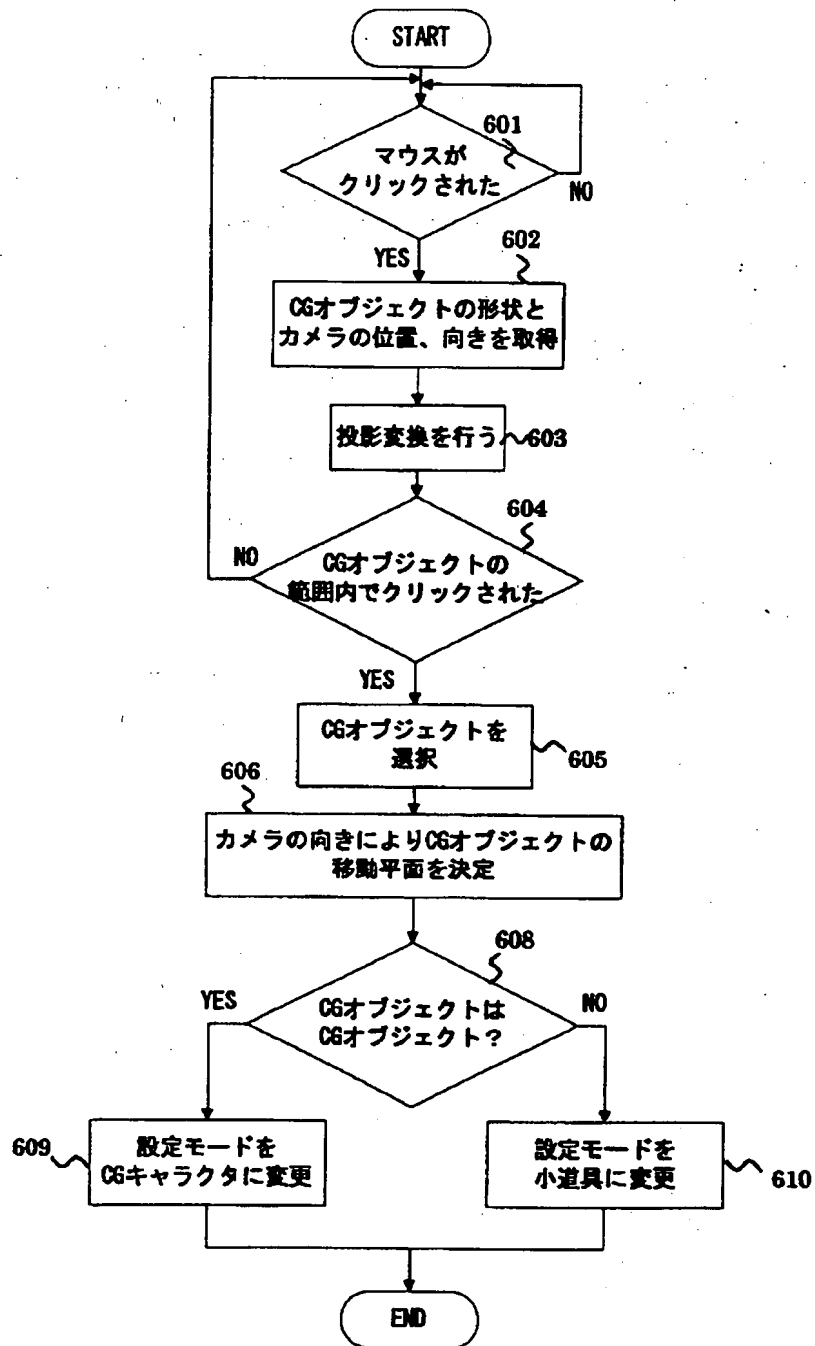 START
601
マウスが
クリックされた
NO
YES
602
CGオブジェクトの形状と
カメラの位置、向きを取得
投影変換を行う
603
604
NO
CGオブジェクトの
範囲内でクリックされた
YES
CGオブジェクトを
選択
605
606
カメラの向きによりCGオブジェクトの
移動平面を決定
608
YES
CGオブジェクトは
CGオブジェクト？
NO
609
設定モードを
CGキャラクタに変更
設定モードを
小道具に変更
610
END